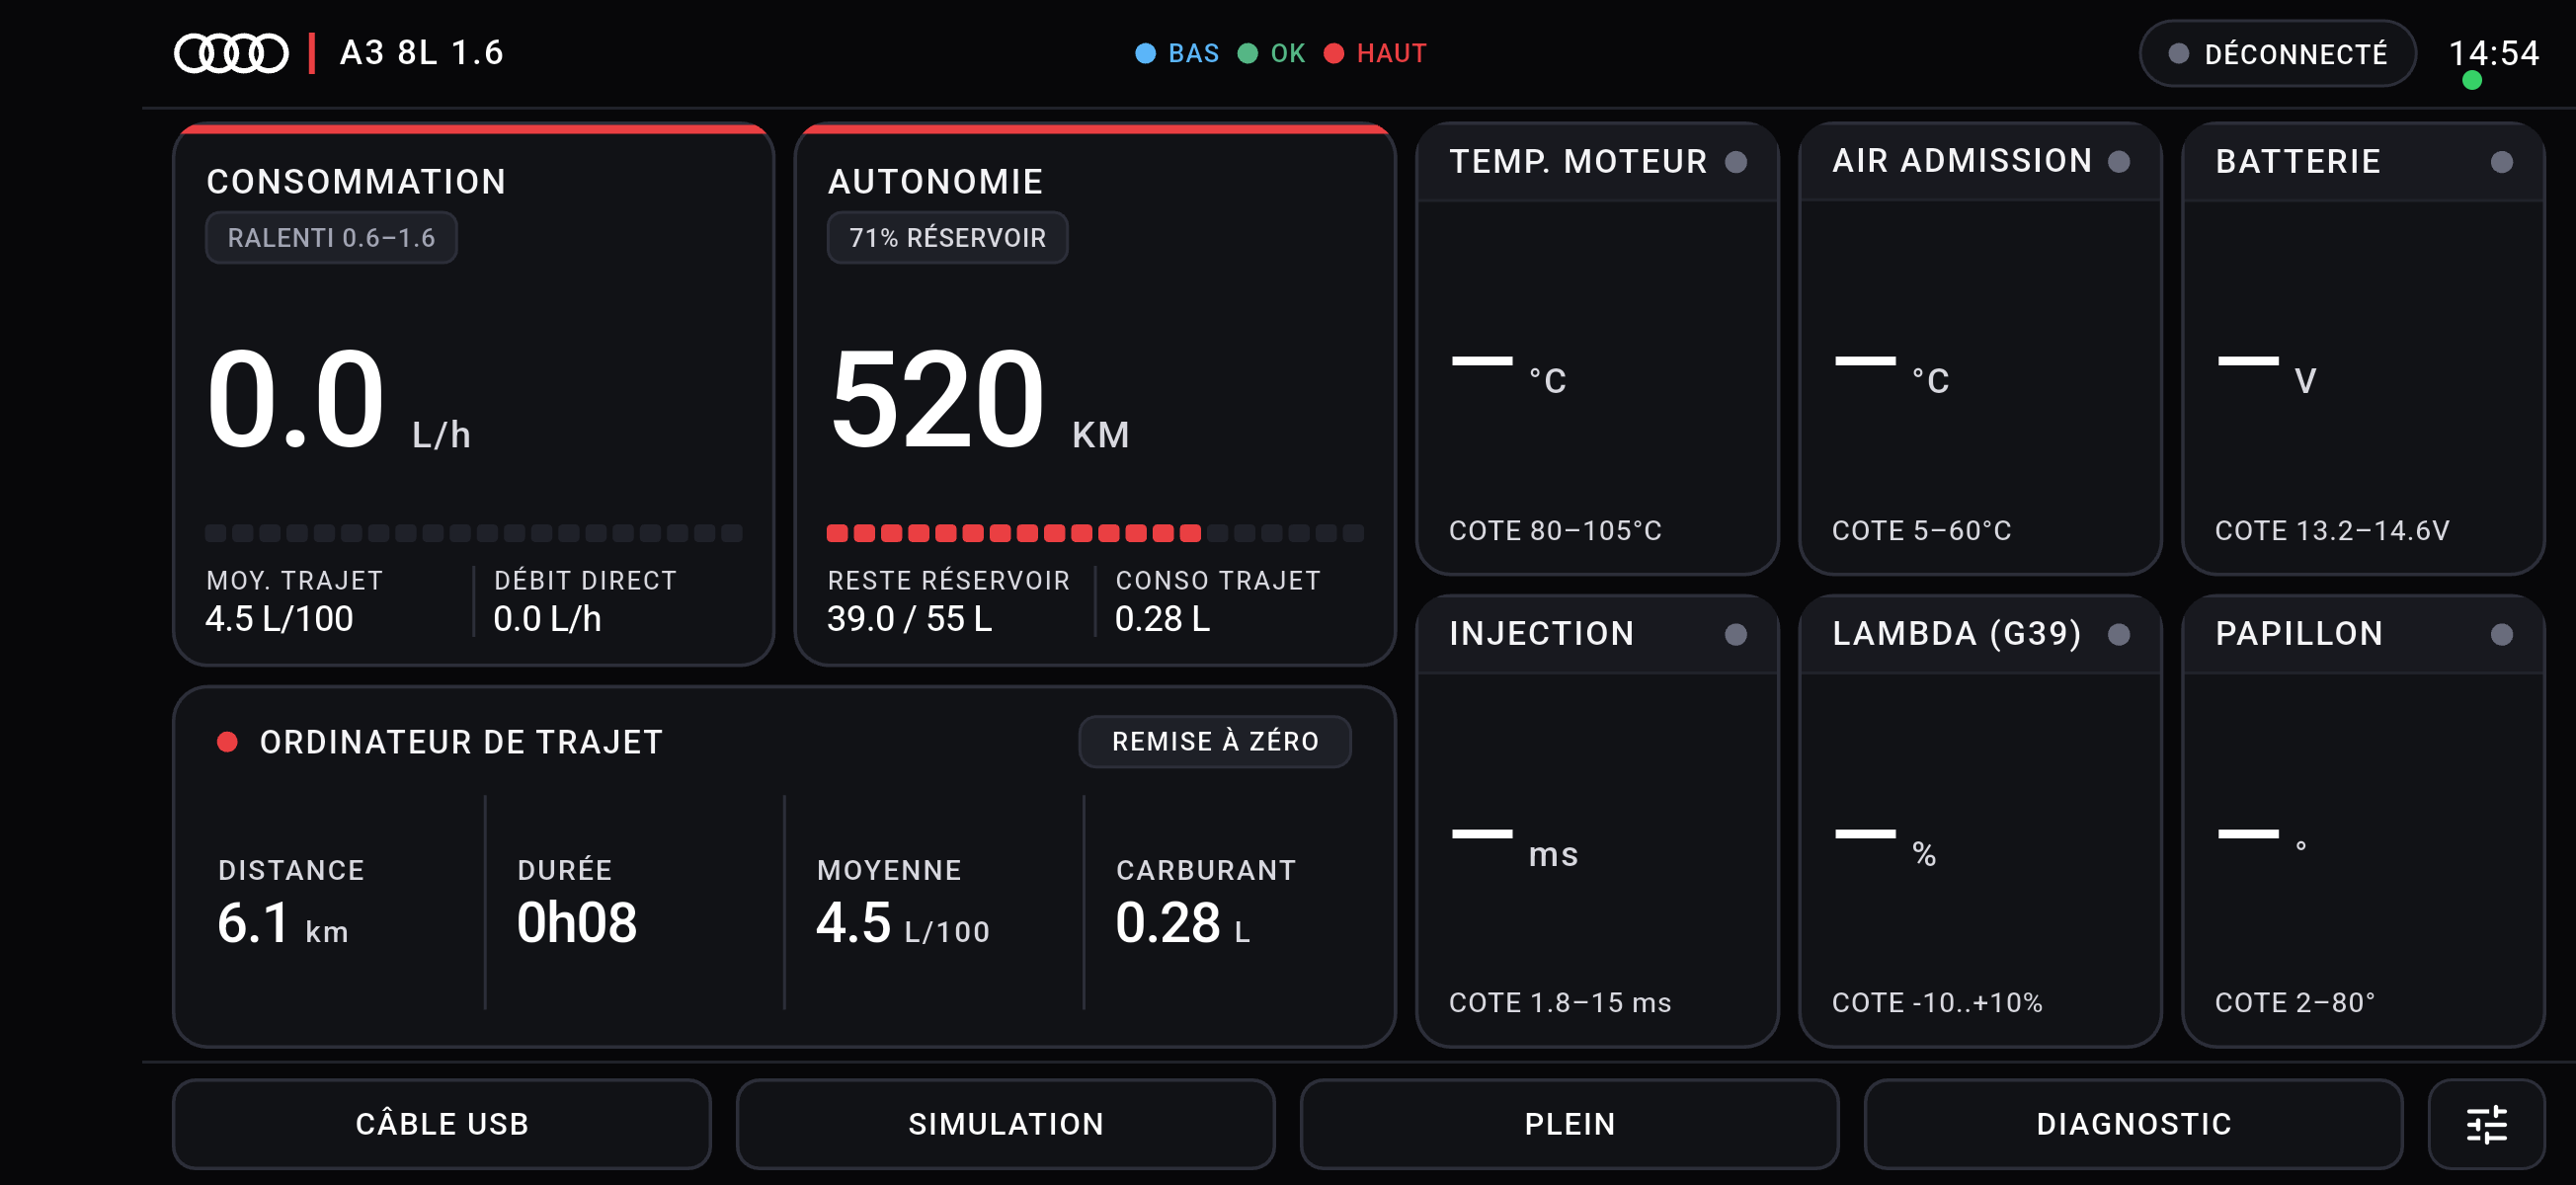 A3 8L 1.6
BAS OK HAUT
DÉCONNECTÉ
14:54
CONSOMMATION
RALENTI 0.6–1.6
0.0 L/h
MOY. TRAJET
4.5 L/100
DÉBIT DIRECT
0.0 L/h
AUTONOMIE
71% RÉSERVOIR
520 KM
RESTE RÉSERVOIR
39.0 / 55 L
CONSO TRAJET
0.28 L
TEMP. MOTEUR
— °C
COTE 80–105°C
AIR ADMISSION
— °C
COTE 5–60°C
BATTERIE
— V
COTE 13.2–14.6V
ORDINATEUR DE TRAJET
REMISE À ZÉRO
DISTANCE
6.1 km
DURÉE
0h08
MOYENNE
4.5 L/100
CARBURANT
0.28 L
INJECTION
— ms
COTE 1.8–15 ms
LAMBDA (G39)
— %
COTE -10..+10%
PAPILLON
— °
COTE 2–80°
CÂBLE USB
SIMULATION
PLEIN
DIAGNOSTIC